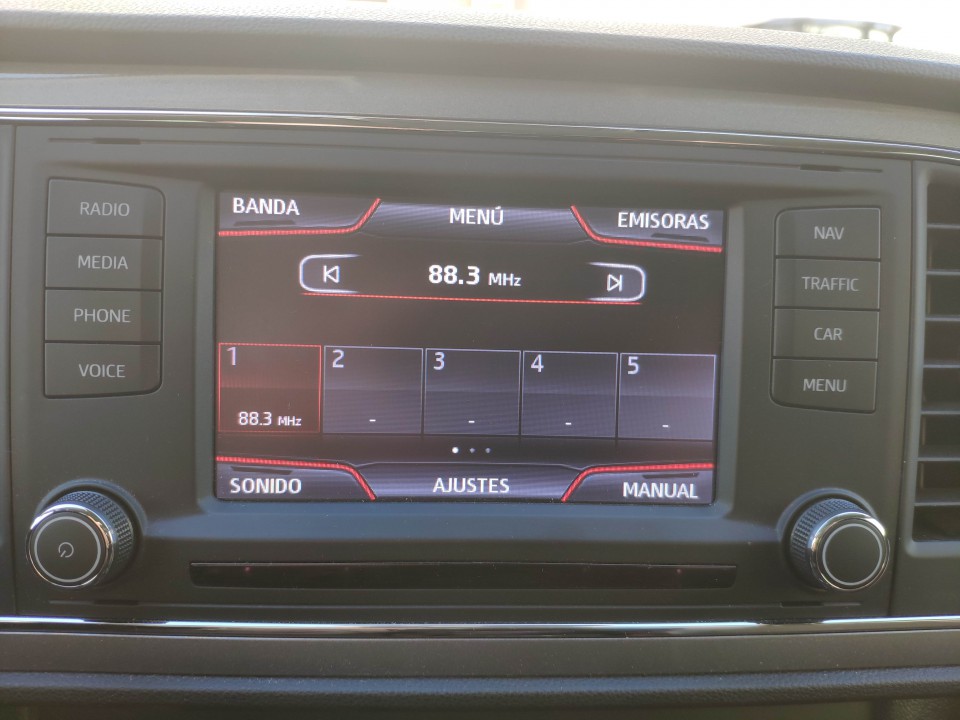 RADIO
MEDIA
PHONE
VOICE
BANDA
MENÚ
EMISORAS
88.3 MHz
1
2
3
4
5
88.3 MHz
-
-
-
-
SONIDO
AJUSTES
MANUAL
NAV
TRAFFIC
CAR
MENU